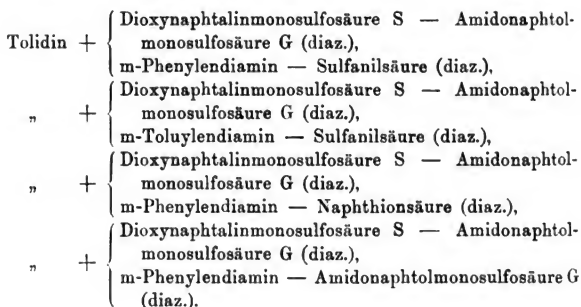 Dioxynaphtalinmonosulfosäure S — Amidonaphtol-
Tolidin + monosulfosäure G (diaz.),
m-Phenylendiamin — Sulfanilsäure (diaz.),
Dioxynaphtalinmonosulfosäure S — Amidonaphtol-
„ + monosulfosäure G (diaz.),
m-Toluylendiamin — Sulfanilsäure (diaz.),
Dioxynaphtalinmonosulfosäure S — Amidonaphtol-
„ + monosulfosäure G (diaz.),
m-Phenylendiamin — Naphthionsäure (diaz.),
Dioxynaphtalinmonosulfosäure S — Amidonaphtol-
„ + monosulfosäure G (diaz.),
m-Phenylendiamin — Amidonaphtolmonosulfosäure G
(diaz.).